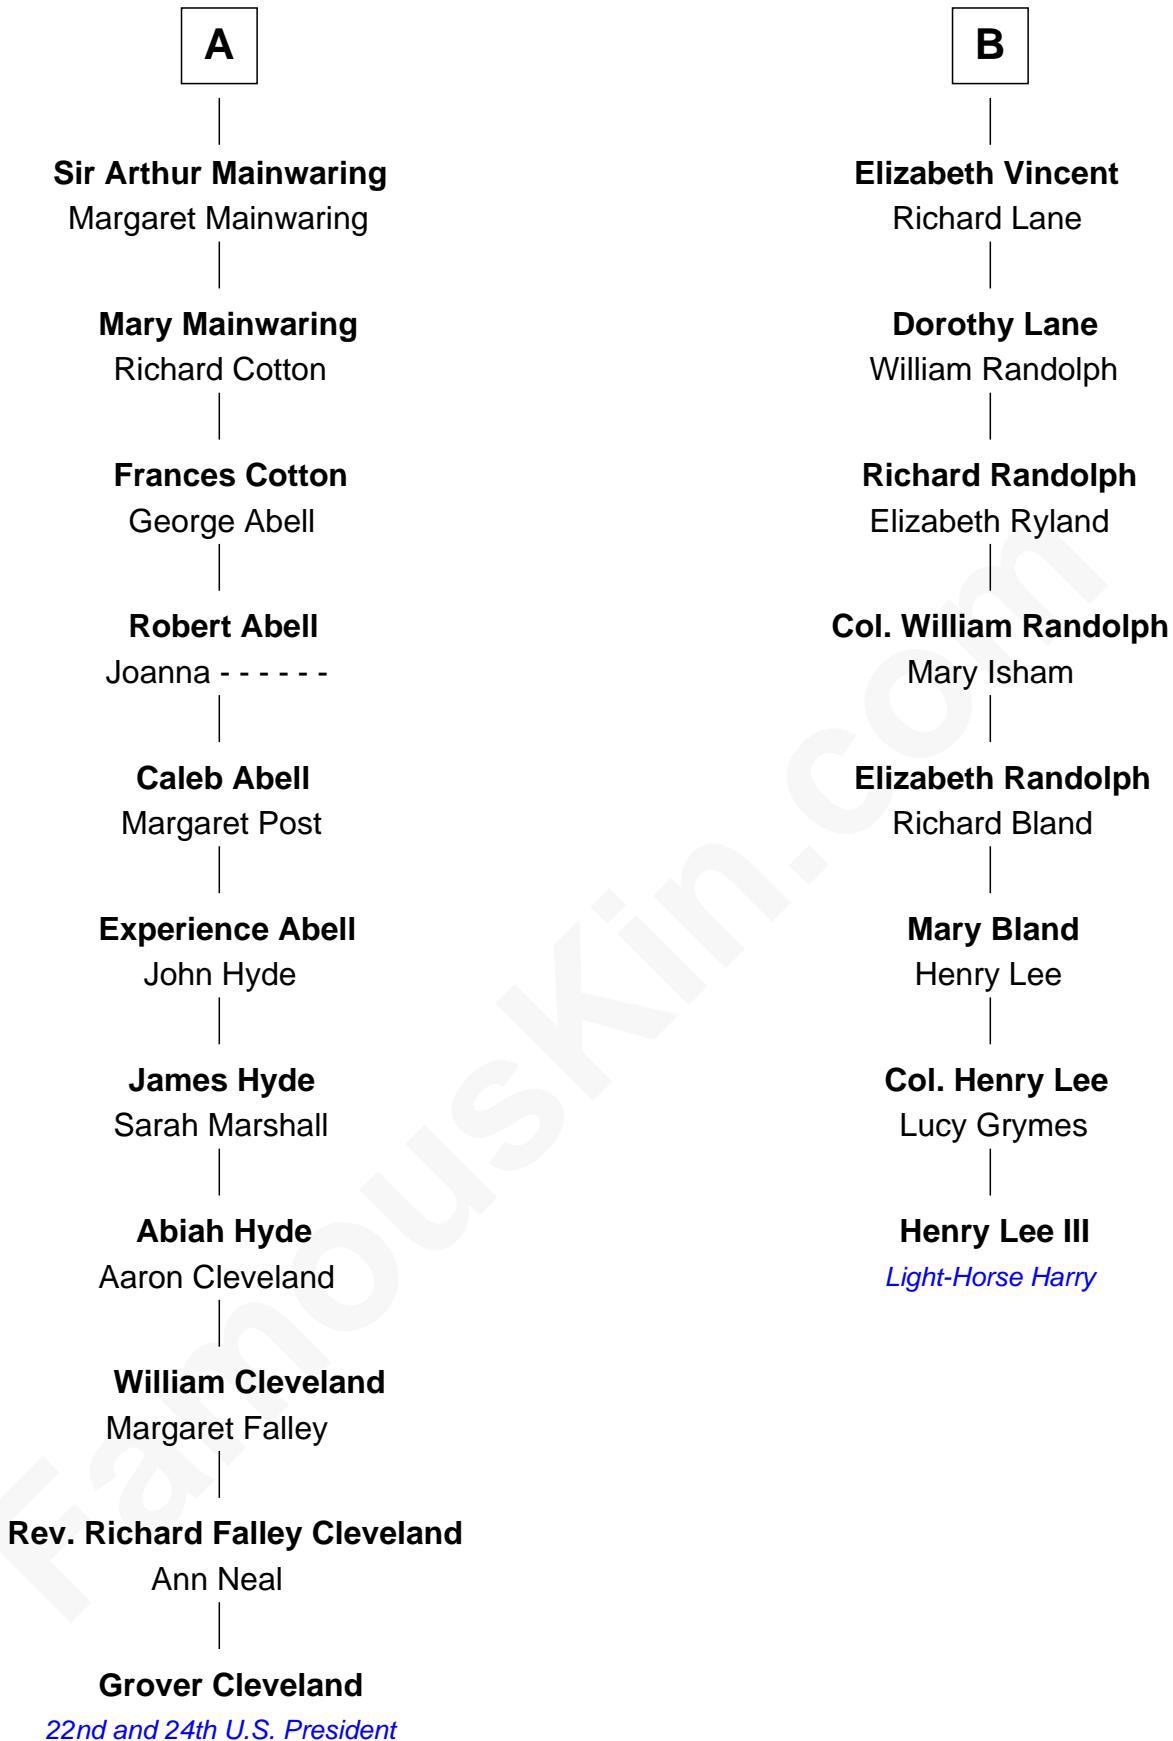 A
Sir Arthur Mainwaring
Margaret Mainwaring
Mary Mainwaring
Richard Cotton
Frances Cotton
George Abell
Robert Abell
Joanna - - - - - -
Caleb Abell
Margaret Post
Experience Abell
John Hyde
James Hyde
Sarah Marshall
Abiah Hyde
Aaron Cleveland
William Cleveland
Margaret Falley
Rev. Richard Falley Cleveland
Ann Neal
Grover Cleveland
22nd and 24th U.S. President
B
Elizabeth Vincent
Richard Lane
Dorothy Lane
William Randolph
Richard Randolph
Elizabeth Ryland
Col. William Randolph
Mary Isham
Elizabeth Randolph
Richard Bland
Mary Bland
Henry Lee
Col. Henry Lee
Lucy Grymes
Henry Lee III
Light-Horse Harry
FamousKin.com